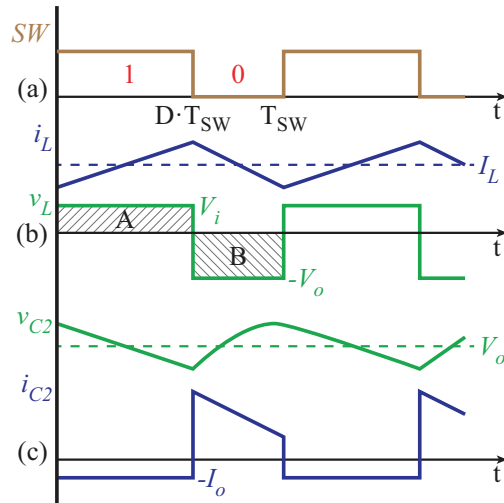 SW
1 0
(a)
D·T_SW T_SW t
i_L
I_L
v_L
A V_i
(b) t
B
-V_o
v_C2
V_o
i_C2
(c) t
-I_o